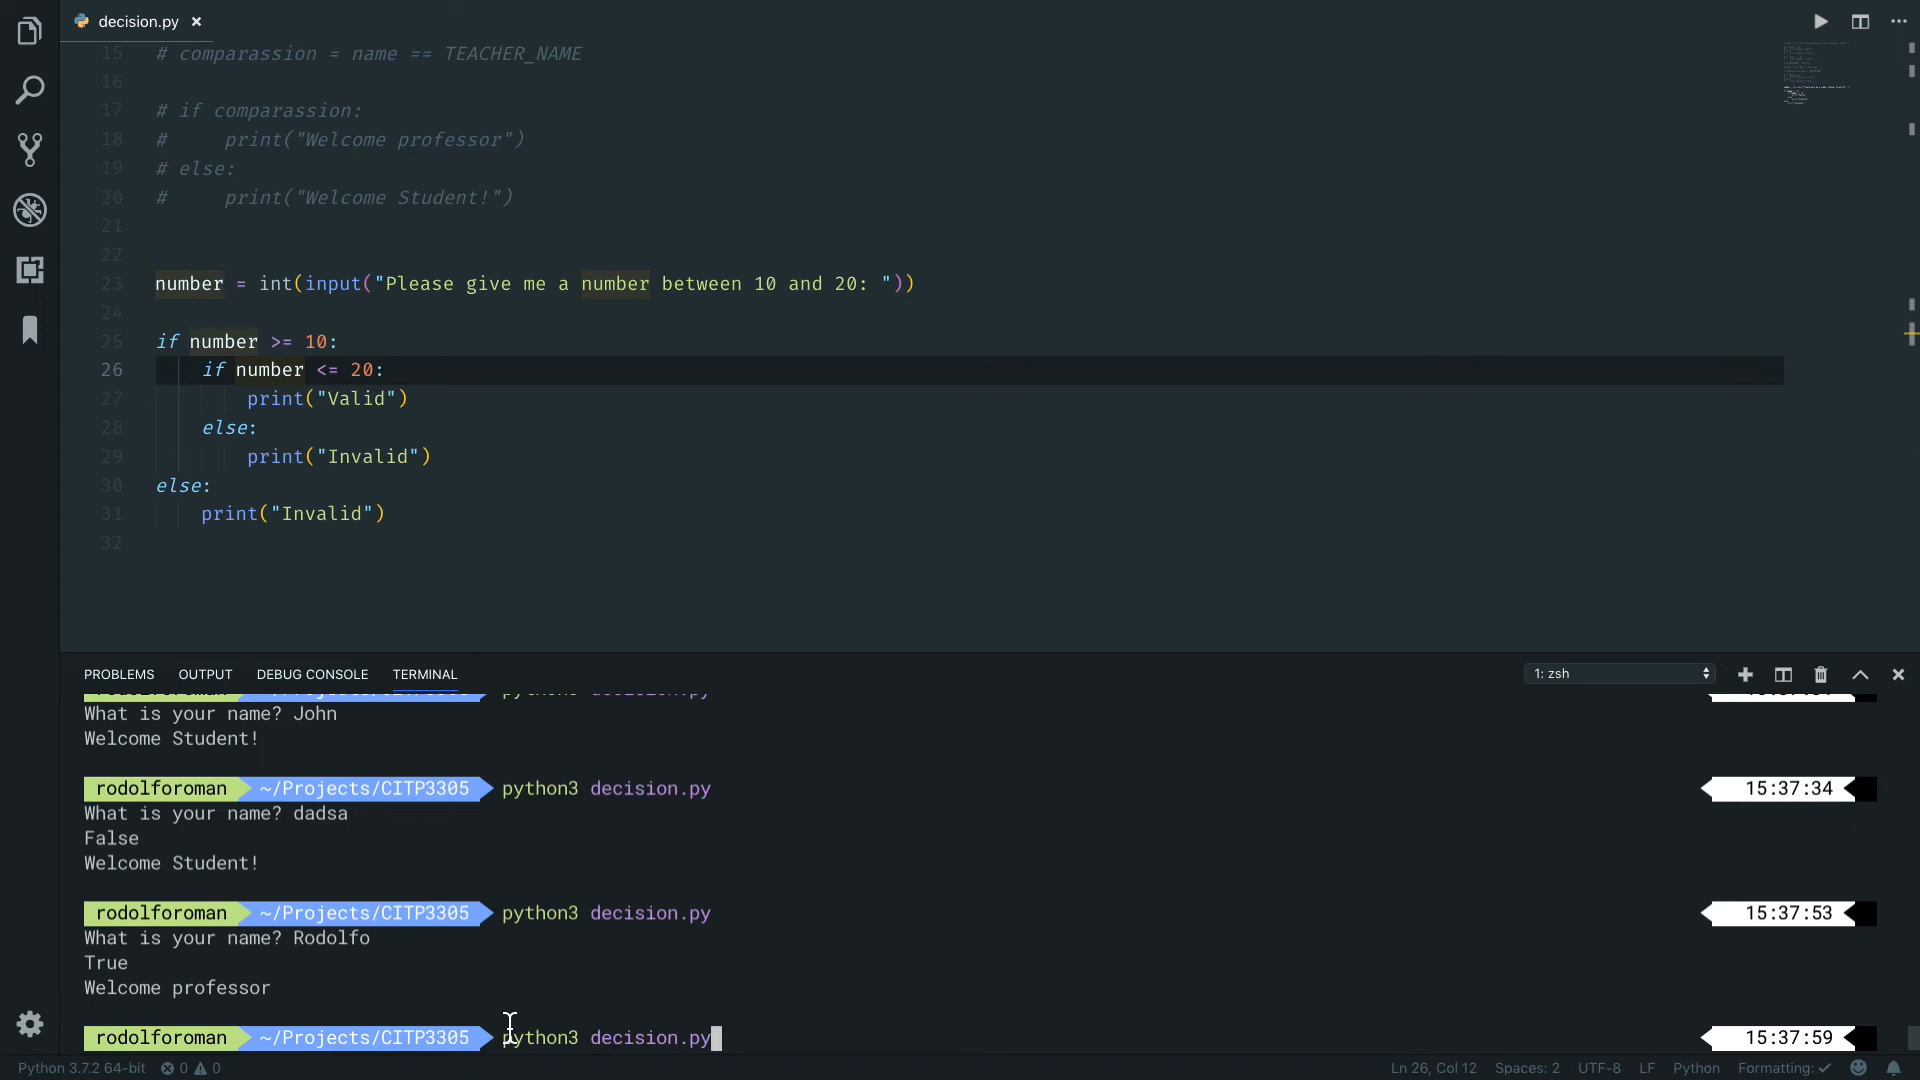 decision.py
15 # comparassion = name == TEACHER_NAME
16
17 # if comparassion:
18 #     print("Welcome professor")
19 # else:
20 #     print("Welcome Student!")
21
22
23 number = int(input("Please give me a number between 10 and 20: "))
24
25 if number >= 10:
26     if number <= 20:
27         print("Valid")
28     else:
29         print("Invalid")
30 else:
31     print("Invalid")
32
PROBLEMS OUTPUT DEBUG CONSOLE TERMINAL 1: zsh
What is your name? John
Welcome Student!
rodolforoman ~/Projects/CITP3305 python3 decision.py 15:37:34
What is your name? dadsa
False
Welcome Student!
rodolforoman ~/Projects/CITP3305 python3 decision.py 15:37:53
What is your name? Rodolfo
True
Welcome professor
rodolforoman ~/Projects/CITP3305 python3 decision.py 15:37:59
Python 3.7.2 64-bit 0 0 Ln 26, Col 12 Spaces: 2 UTF-8 LF Python Formatting: ✓